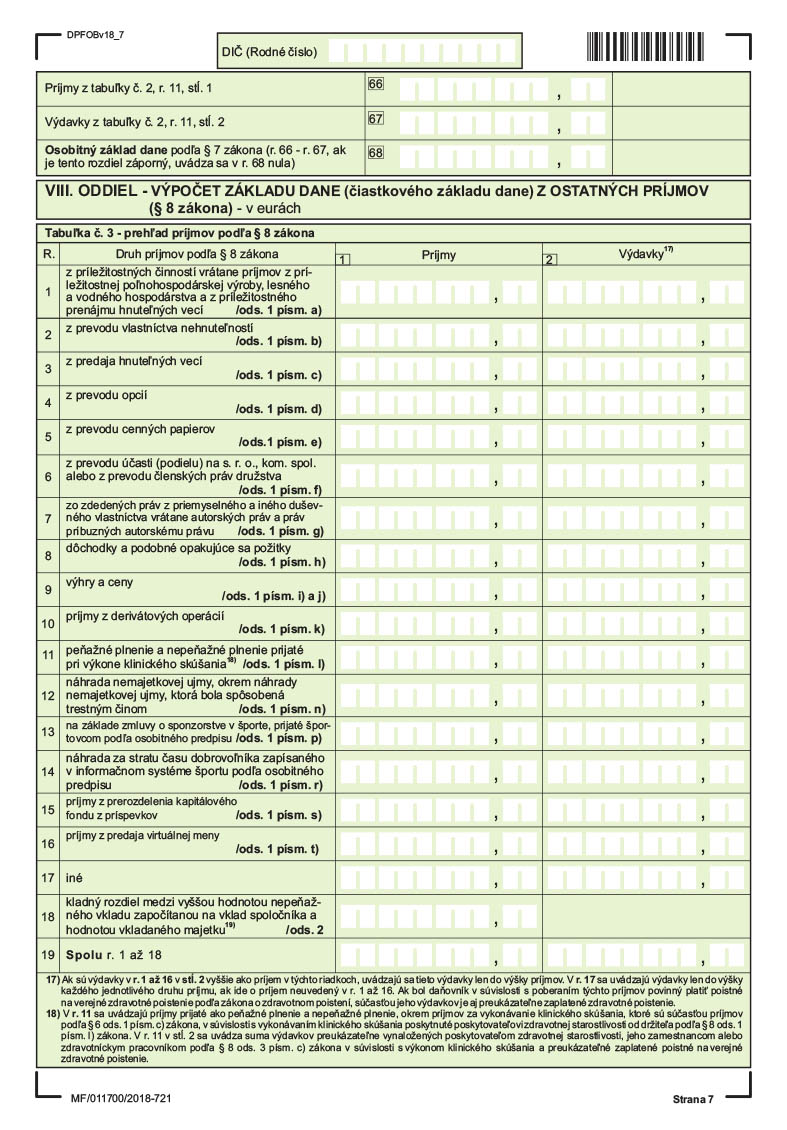 DPFOBv18_7
DIČ (Rodné číslo)
Príjmy z tabuľky č. 2, r. 11, stĺ. 1
66
,
Výdavky z tabuľky č. 2, r. 11, stĺ. 2
67
,
Osobitný základ dane podľa § 7 zákona (r. 66 - r. 67, ak
je tento rozdiel záporný, uvádza sa v r. 68 nula)
68
,
VIII. ODDIEL - VÝPOČET ZÁKLADU DANE (čiastkového základu dane) Z OSTATNÝCH PRÍJMOV
(§ 8 zákona) - v eurách
Tabuľka č. 3 - prehľad príjmov podľa § 8 zákona
R. Druh príjmov podľa § 8 zákona 1 Príjmy 2 Výdavky17)
1
z príležitostných činností vrátane príjmov z prí-
ležitostnej poľnohospodárskej výroby, lesného
a vodného hospodárstva a z príležitostného
prenájmu hnuteľných vecí /ods. 1 písm. a)
, ,
2
z prevodu vlastníctva nehnuteľností
/ods. 1 písm. b)
, ,
3
z predaja hnuteľných vecí
/ods. 1 písm. c)
, ,
4
z prevodu opcií
/ods. 1 písm. d)
, ,
5
z prevodu cenných papierov
/ods.1 písm. e)
, ,
6
z prevodu účasti (podielu) na s. r. o., kom. spol.
alebo z prevodu členských práv družstva
/ods. 1 písm. f)
, ,
7
zo zdedených práv z priemyselného a iného dušev-
ného vlastníctva vrátane autorských práv a práv
príbuzných autorskému právu /ods. 1 písm. g)
, ,
8
dôchodky a podobné opakujúce sa požitky
/ods. 1 písm. h)
, ,
9
výhry a ceny
/ods. 1 písm. i) a j)
, ,
10
príjmy z derivátových operácií
/ods. 1 písm. k)
, ,
11
peňažné plnenie a nepeňažné plnenie prijaté
pri výkone klinického skúšania18) /ods. 1 písm. l)
, ,
12
náhrada nemajetkovej ujmy, okrem náhrady
nemajetkovej ujmy, ktorá bola spôsobená
trestným činom /ods. 1 písm. n)
, ,
13
na základe zmluvy o sponzorstve v športe, prijaté špor-
tovcom podľa osobitného predpisu /ods. 1 písm. p)
, ,
14
náhrada za stratu času dobrovoľníka zapísaného
v informačnom systéme športu podľa osobitného
predpisu /ods. 1 písm. r)
, ,
15
príjmy z prerozdelenia kapitálového
fondu z príspevkov /ods. 1 písm. s)
, ,
16
príjmy z predaja virtuálnej meny
/ods. 1 písm. t)
, ,
17 iné , ,
18
kladný rozdiel medzi vyššou hodnotou nepeňaž-
ného vkladu započítanou na vklad spoločníka a
hodnotou vkladaného majetku19) /ods. 2
,
19 Spolu r. 1 až 18 , ,
17) Ak sú výdavky v r. 1 až 16 v stĺ. 2 vyššie ako príjem v týchto riadkoch, uvádzajú sa tieto výdavky len do výšky príjmov. V r. 17 sa uvádzajú výdavky len do výšky
každého jednotlivého druhu príjmu, ak ide o príjem neuvedený v r. 1 až 16. Ak bol daňovník v súvislosti s poberaním týchto príjmov povinný platiť poistné
na verejné zdravotné poistenie podľa zákona o zdravotnom poistení, súčasťou jeho výdavkov je aj preukázateľne zaplatené zdravotné poistenie.
18) V r. 11 sa uvádzajú príjmy prijaté ako peňažné plnenie a nepeňažné plnenie, okrem príjmov za vykonávanie klinického skúšania, ktoré sú súčasťou príjmov
podľa § 6 ods. 1 písm. c) zákona, v súvislosti s vykonávaním klinického skúšania poskytnuté poskytovateľovi zdravotnej starostlivosti od držiteľa podľa § 8 ods. 1
písm. l) zákona. V r. 11 v stĺ. 2 sa uvádza suma výdavkov preukázateľne vynaložených poskytovateľom zdravotnej starostlivosti, jeho zamestnancom alebo
zdravotníckym pracovníkom podľa § 8 ods. 3 písm. c) zákona v súvislosti s výkonom klinického skúšania a preukázateľne zaplatené poistné na verejné
zdravotné poistenie.
MF/011700/2018-721
Strana 7